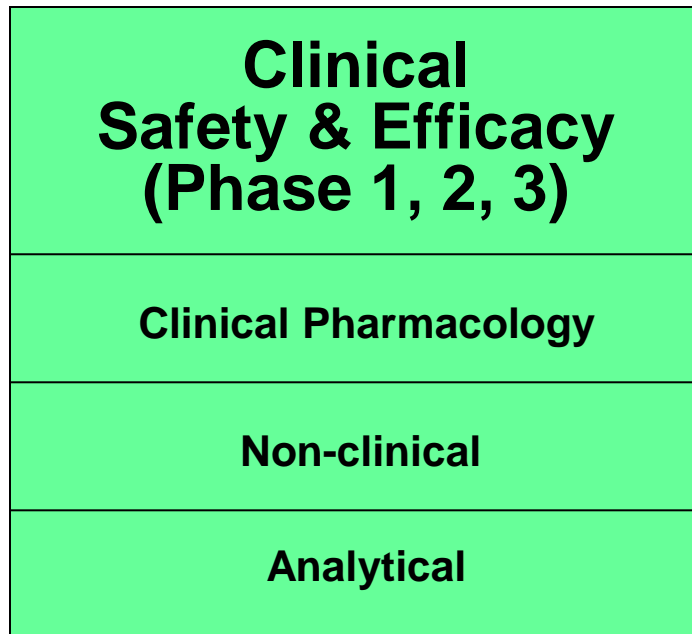 Clinical
Safety & Efficacy
(Phase 1, 2, 3)
Clinical Pharmacology
Non-clinical
Analytical